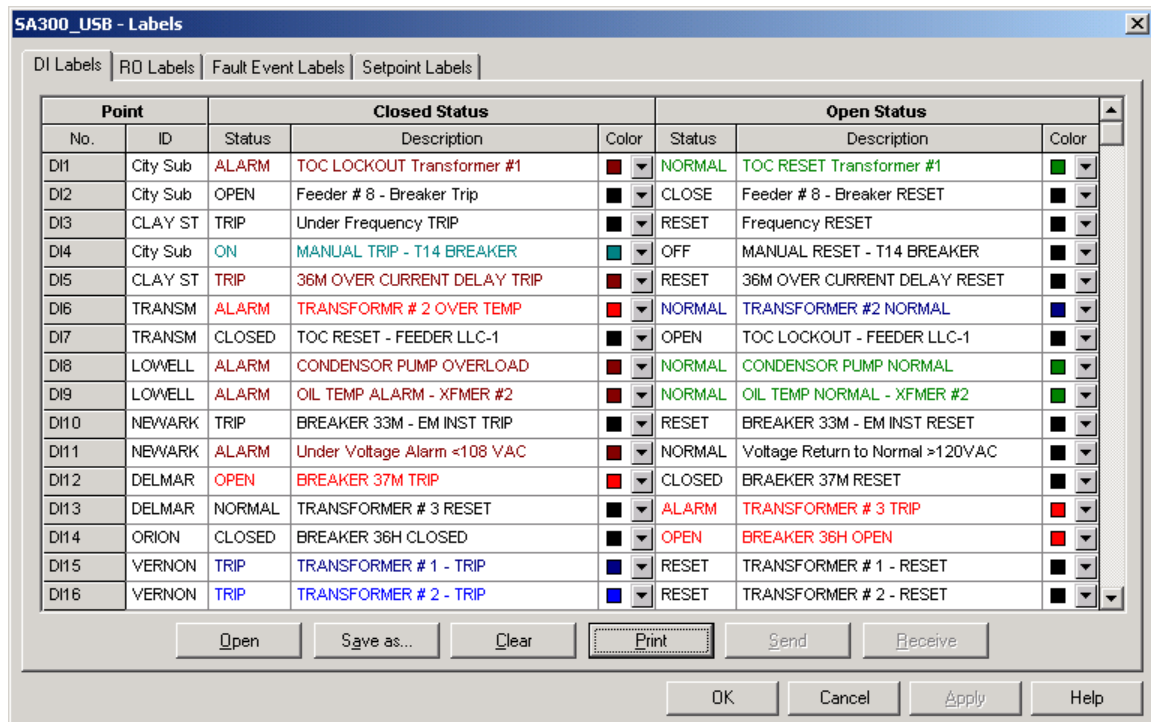 SA300_USB - Labels
DI Labels RO Labels Fault Event Labels Setpoint Labels
Point Closed Status Open Status
No. ID Status Description Color Status Description Color
DI1 City Sub ALARM TOC LOCKOUT Transformer #1 NORMAL TOC RESET Transformer #1
DI2 City Sub OPEN Feeder # 8 - Breaker Trip CLOSE Feeder # 8 - Breaker RESET
DI3 CLAY ST TRIP Under Frequency TRIP RESET Frequency RESET
DI4 City Sub ON MANUAL TRIP - T14 BREAKER OFF MANUAL RESET - T14 BREAKER
DI5 CLAY ST TRIP 36M OVER CURRENT DELAY TRIP RESET 36M OVER CURRENT DELAY RESET
DI6 TRANSM ALARM TRANSFORMR # 2 OVER TEMP NORMAL TRANSFORMER #2 NORMAL
DI7 TRANSM CLOSED TOC RESET - FEEDER LLC-1 OPEN TOC LOCKOUT - FEEDER LLC-1
DI8 LOWELL ALARM CONDENSOR PUMP OVERLOAD NORMAL CONDENSOR PUMP NORMAL
DI9 LOWELL ALARM OIL TEMP ALARM - XFMER #2 NORMAL OIL TEMP NORMAL - XFMER #2
DI10 NEWARK TRIP BREAKER 33M - EM INST TRIP RESET BREAKER 33M - EM INST RESET
DI11 NEWARK ALARM Under Voltage Alarm <108 VAC NORMAL Voltage Return to Normal >120VAC
DI12 DELMAR OPEN BREAKER 37M TRIP CLOSED BRAEKER 37M RESET
DI13 DELMAR NORMAL TRANSFORMER # 3 RESET ALARM TRANSFORMER # 3 TRIP
DI14 ORION CLOSED BREAKER 36H CLOSED OPEN BREAKER 36H OPEN
DI15 VERNON TRIP TRANSFORMER # 1 - TRIP RESET TRANSFORMER # 1 - RESET
DI16 VERNON TRIP TRANSFORMER # 2 - TRIP RESET TRANSFORMER # 2 - RESET
Open Save as... Clear Print Send Receive
OK Cancel Apply Help